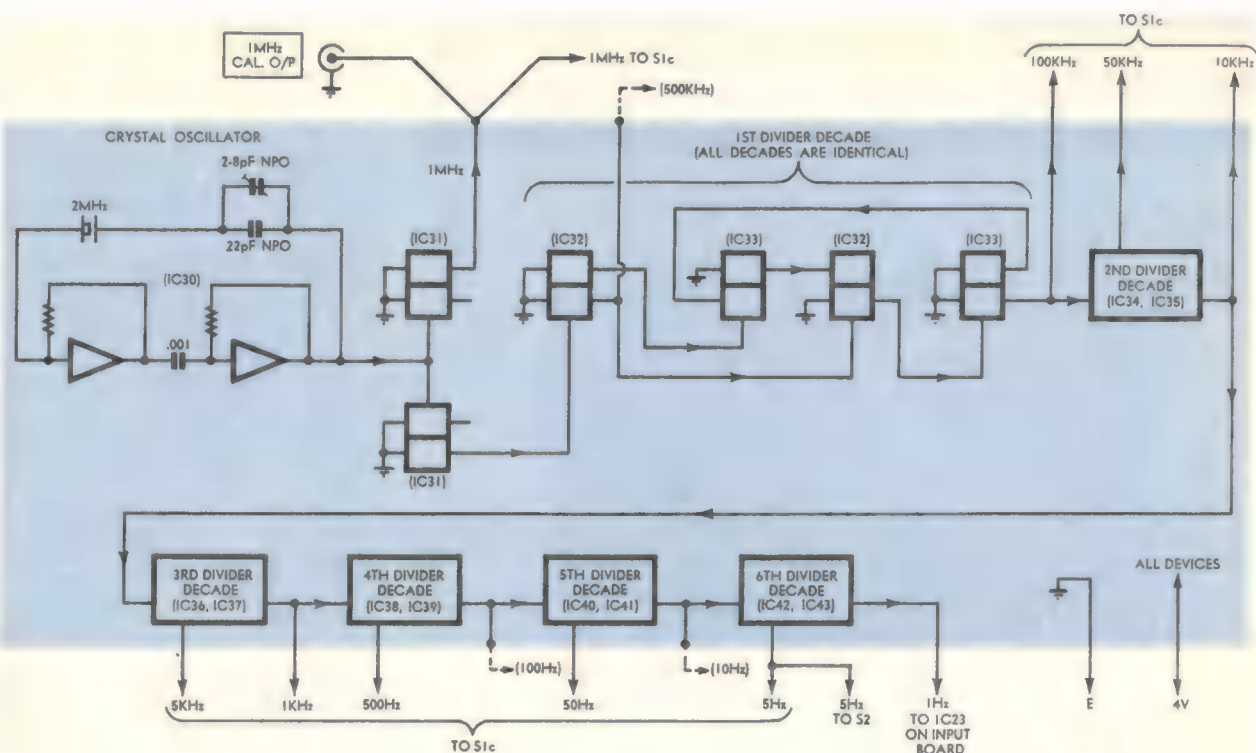 TO S1c
1MHz
CAL. O/P
1MHz TO S1c
100KHz
50KHz
10KHz
(500KHz)
CRYSTAL OSCILLATOR
1ST DIVIDER DECADE
(ALL DECADES ARE IDENTICAL)
2-8pF NPO
1MHz
2MHz
22pF NPO
(IC31)
(IC32)
(IC33)
(IC32)
(IC33)
(IC30)
2ND DIVIDER
DECADE
(IC34, IC35)
.001
(IC31)
3RD DIVIDER
DECADE
(IC36, IC37)
4TH DIVIDER
DECADE
(IC38, IC39)
5TH DIVIDER
DECADE
(IC40, IC41)
6TH DIVIDER
DECADE
(IC42, IC43)
ALL DEVICES
(100Hz)
(10Hz)
5KHz
1KHz
500Hz
50Hz
5Hz
5Hz
TO S2
1Hz
TO IC23
ON INPUT
BOARD
E
4V
TO S1c